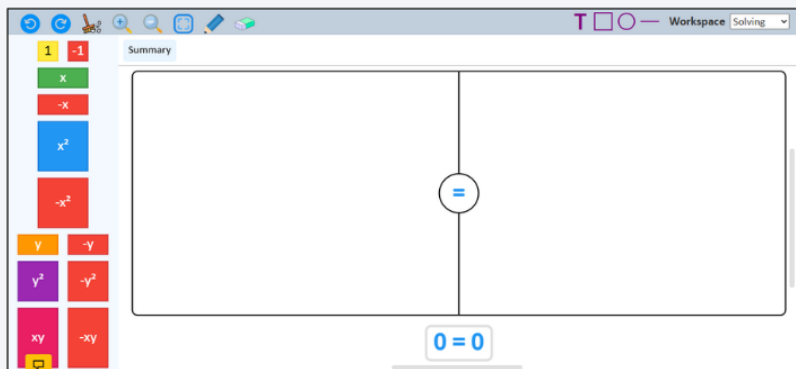 T Workspace Solving
1 -1
Summary
x
-x
x²
-x²
=
y -y
y² -y²
xy -xy
0 = 0